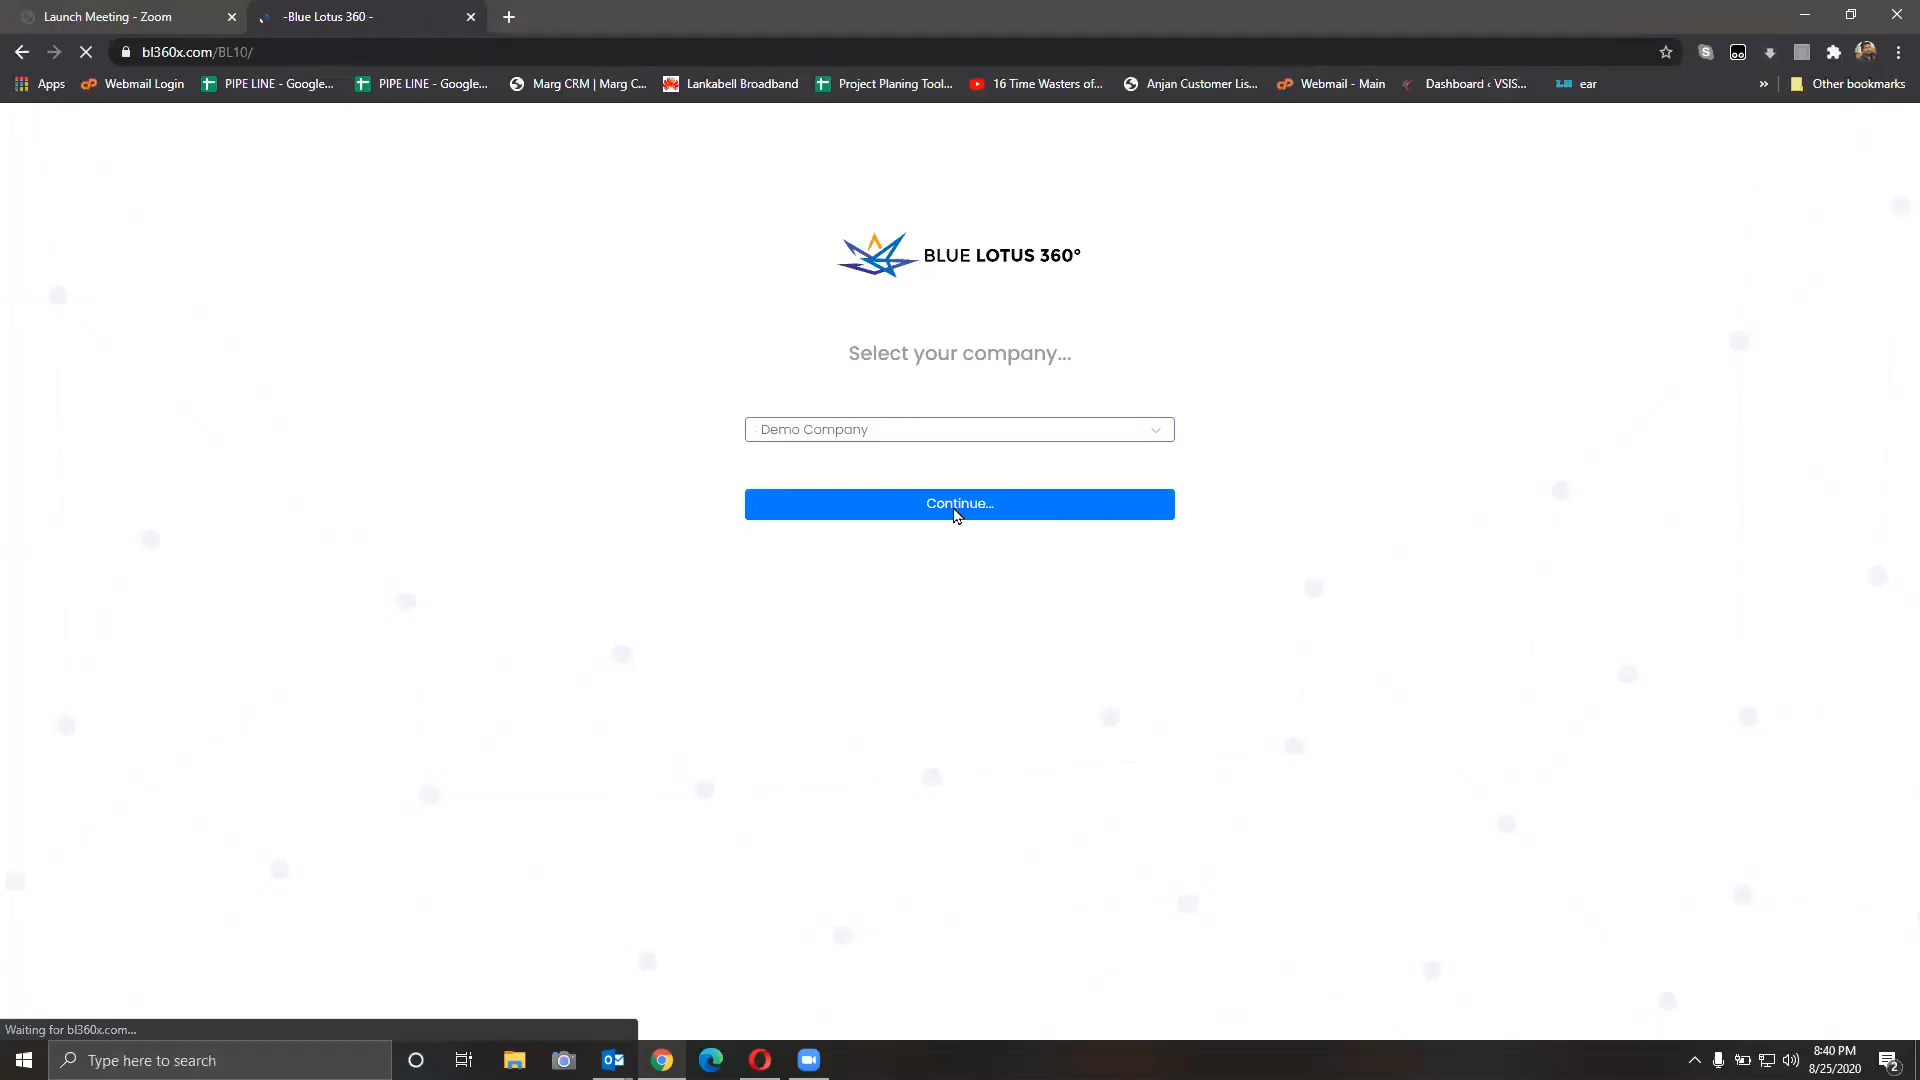 Launch Meeting - Zoom
-Blue Lotus 360 -
bl360x.com/BL10/
Apps
Webmail Login
PIPE LINE - Google...
PIPE LINE - Google...
Marg CRM | Marg C...
Lankabell Broadband
Project Planing Tool...
16 Time Wasters of...
Anjan Customer Lis...
Webmail - Main
Dashboard ‹ VSIS...
ear
»
Other bookmarks
BLUE LOTUS 360°
Select your company...
Demo Company
Continue...
Waiting for bl360x.com...
Type here to search
8:40 PM
8/25/2020
2